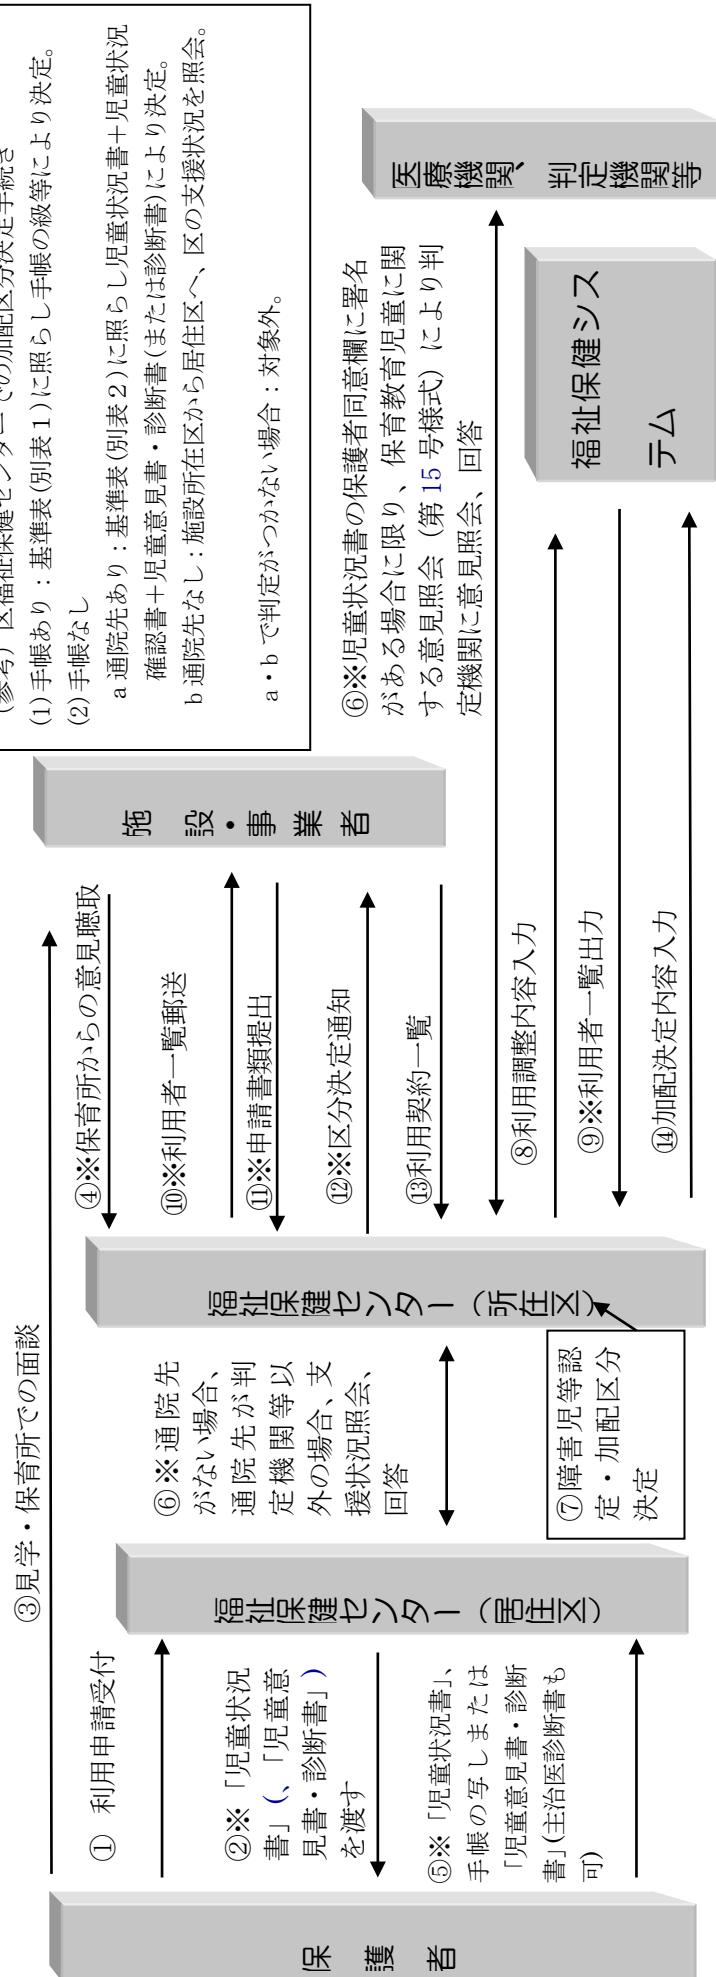 (参考) 区福祉保健センターでの加配区分決定手続き
(1)手帳あり：基準表(別表１)に照らし手帳の級等により決定。
(2)手帳なし
a 通院先あり：基準表(別表２)に照らし児童状況書＋児童状況
確認書＋児童意見書・診断書(または診断書)により決定。
b 通院先なし：施設所在区から居住区へ、区の支援状況を照会。
a・b で判定がつかない場合：対象外。
③見学・保育所での面談
① 利用申請受付
②※「児童状況
書」(、「児童意
見書・診断書」)
を渡す
⑤※「児童状況書」、
手帳の写しまたは
「児童意見書・診断
書」(主治医診断書も
可)
保護者
福祉保健センター（居住区）
⑥※通院先
がない場合、
通院先が判
定機関等以
外の場合、支
援状況照会、
回答
⑦障害児等認
定・加配区分
決定
福祉保健センター（所在区）
④※保育所からの意見聴取
⑩※利用者一覧郵送
⑪※申請書類提出
⑫※区分決定通知
⑬利用契約一覧
施設・事業者
⑥※児童状況書の保護者同意欄に署名
がある場合に限り、保育教育児童に関
する意見照会（第 15 号様式）により判
定機関に意見照会、回答
⑧利用調整内容入力
⑨※利用者一覧出力
⑭加配決定内容入力
医療機関、判定機関等
福祉保健シス
テム